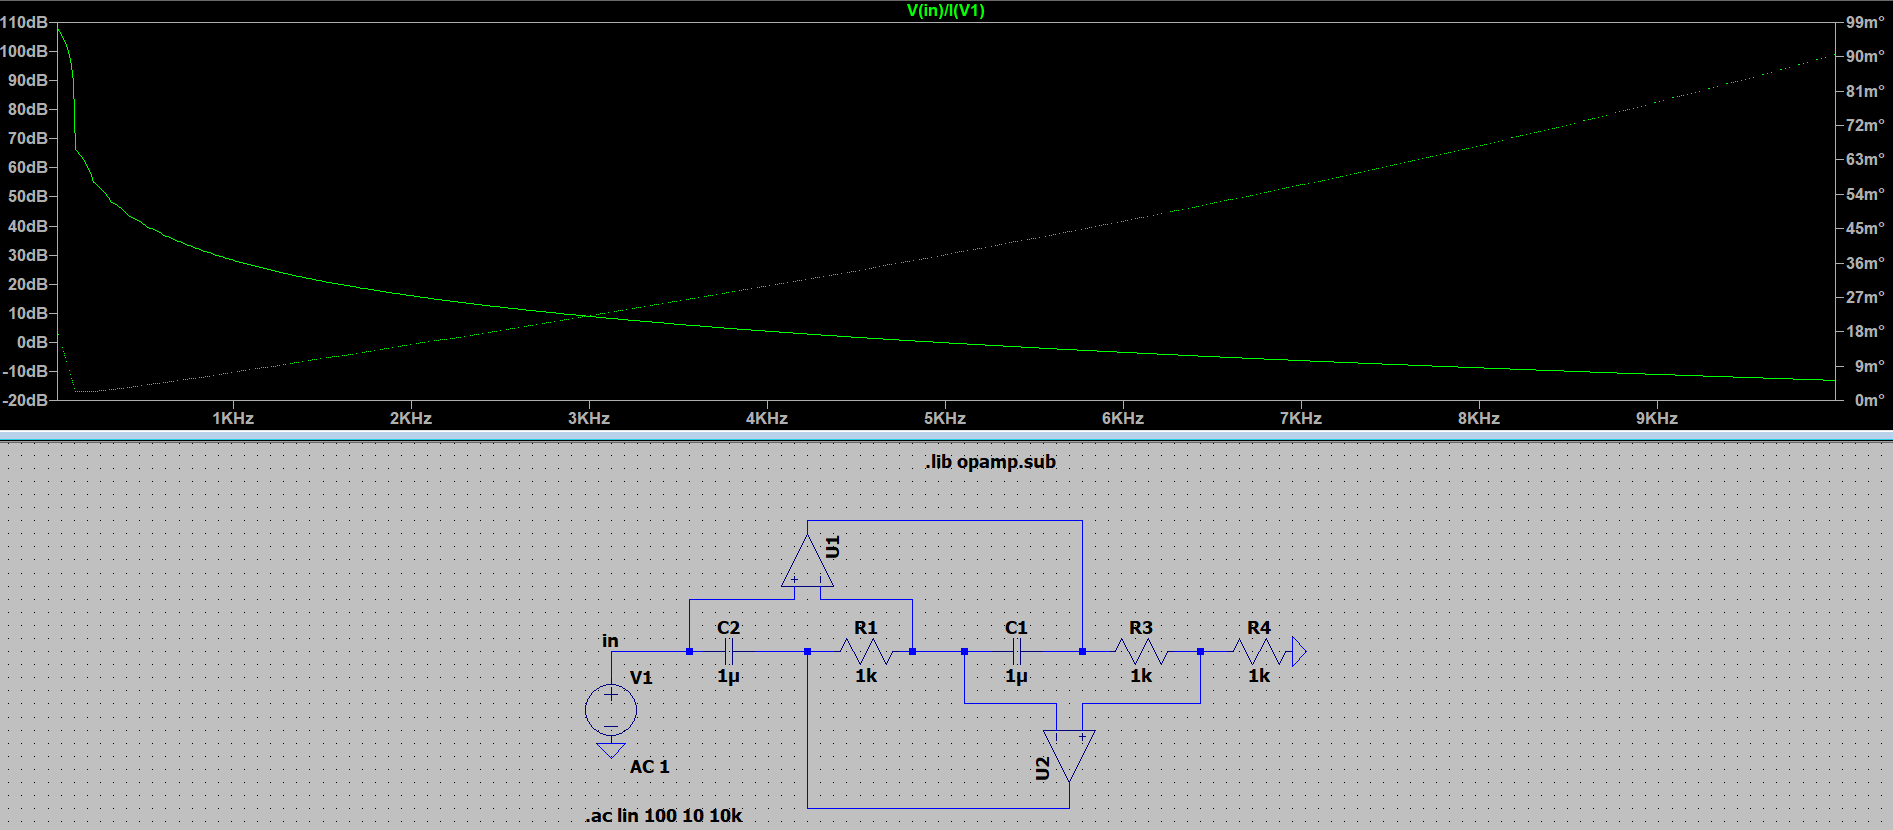 V(in)/I(V1)
110dB
100dB
90dB
80dB
70dB
60dB
50dB
40dB
30dB
20dB
10dB
0dB
-10dB
-20dB
99m°
90m°
81m°
72m°
63m°
54m°
45m°
36m°
27m°
18m°
9m°
0m°
1KHz 2KHz 3KHz 4KHz 5KHz 6KHz 7KHz 8KHz 9KHz
.lib opamp.sub
U1
in
C2 R1 C1 R3 R4
1µ 1k 1µ 1k 1k
V1
U2
AC 1
.ac lin 100 10 10k